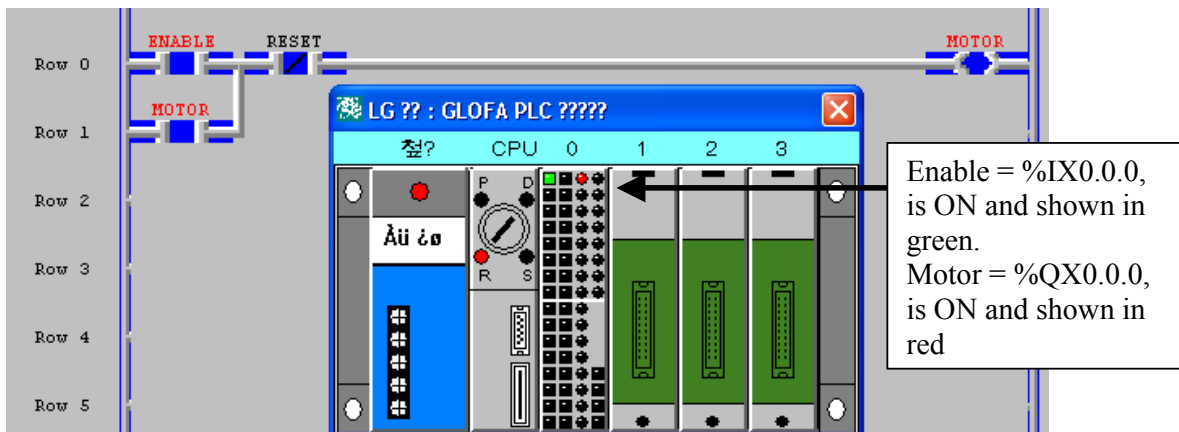 ENABLE RESET MOTOR
Row 0
MOTOR
Row 1
LG ?? : GLOFA PLC ?????
젚? CPU 0 1 2 3
P D
Row 2
Àü ¿ø
R S
Row 3
Row 4
Row 5
Enable = %IX0.0.0,
is ON and shown in
green.
Motor = %QX0.0.0,
is ON and shown in
red